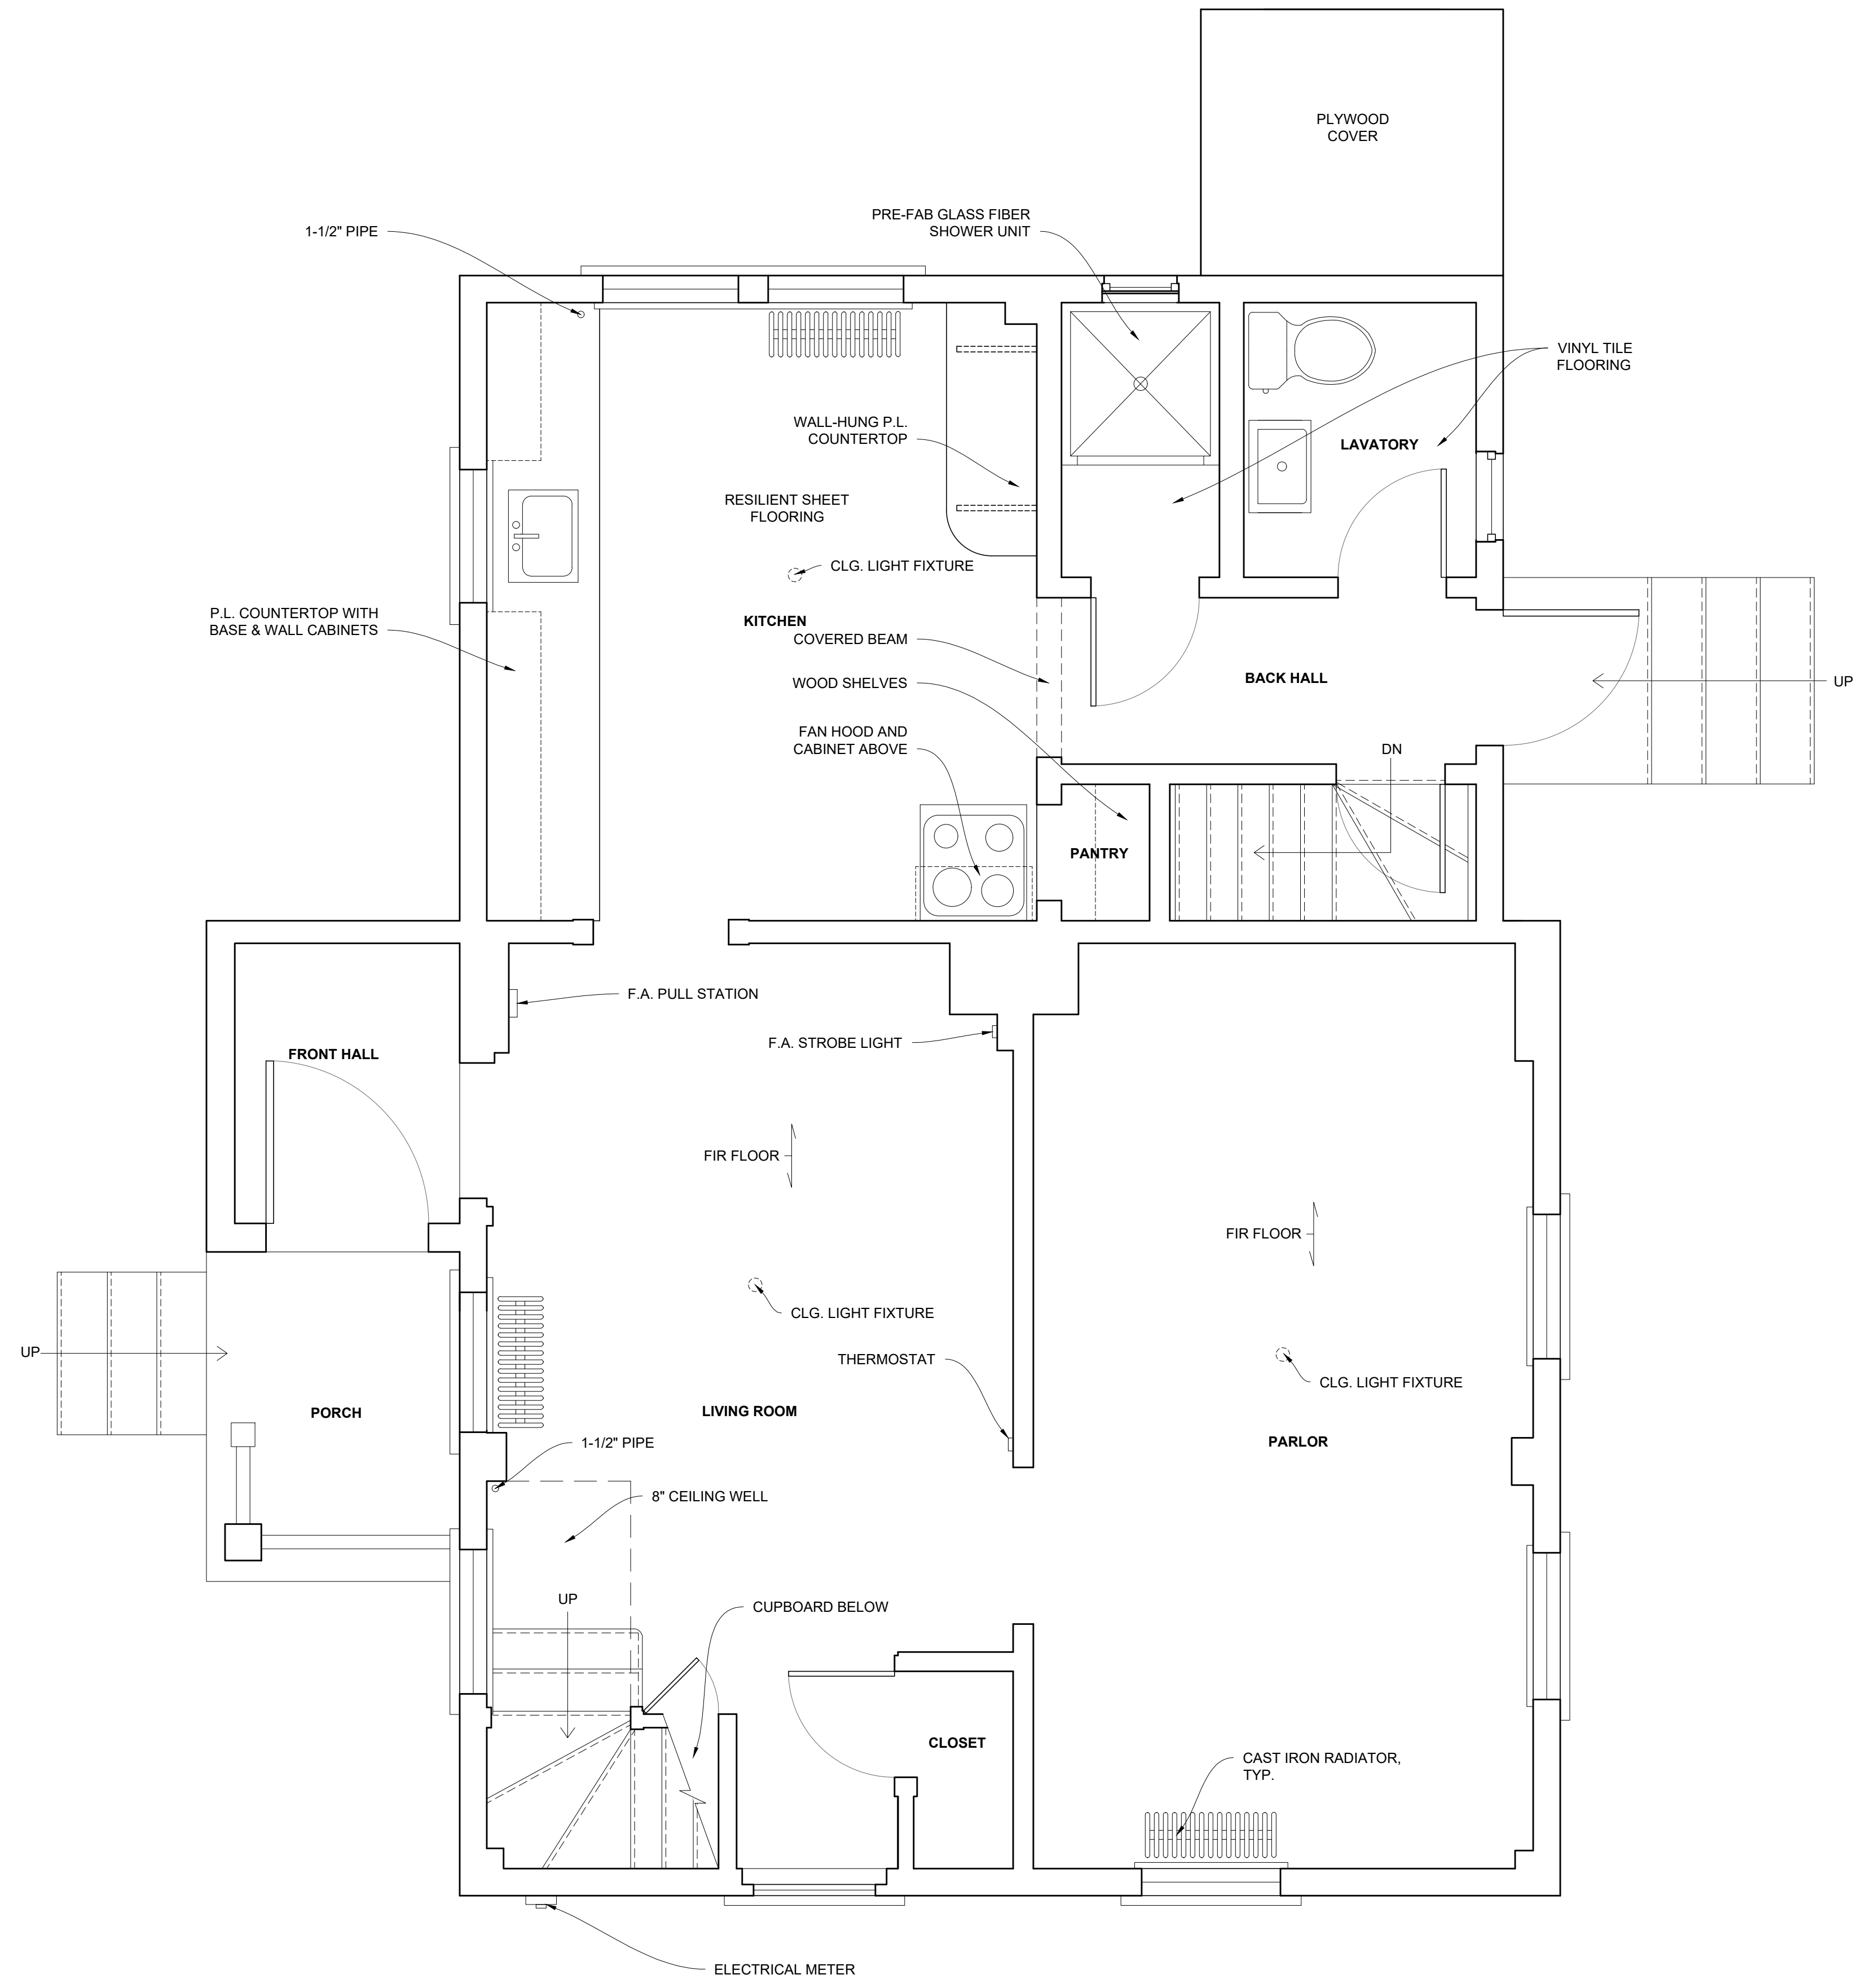 PLYWOOD
COVER
PRE-FAB GLASS FIBER
SHOWER UNIT
1-1/2" PIPE
VINYL TILE
FLOORING
WALL-HUNG P.L.
COUNTERTOP
LAVATORY
RESILIENT SHEET
FLOORING
CLG. LIGHT FIXTURE
P.L. COUNTERTOP WITH
BASE & WALL CABINETS
KITCHEN
COVERED BEAM
BACK HALL
UP
WOOD SHELVES
FAN HOOD AND
CABINET ABOVE
DN
PANTRY
F.A. PULL STATION
F.A. STROBE LIGHT
FRONT HALL
FIR FLOOR
FIR FLOOR
CLG. LIGHT FIXTURE
UP
THERMOSTAT
CLG. LIGHT FIXTURE
PORCH
LIVING ROOM
PARLOR
1-1/2" PIPE
8" CEILING WELL
UP
CUPBOARD BELOW
CLOSET
CAST IRON RADIATOR,
TYP.
ELECTRICAL METER